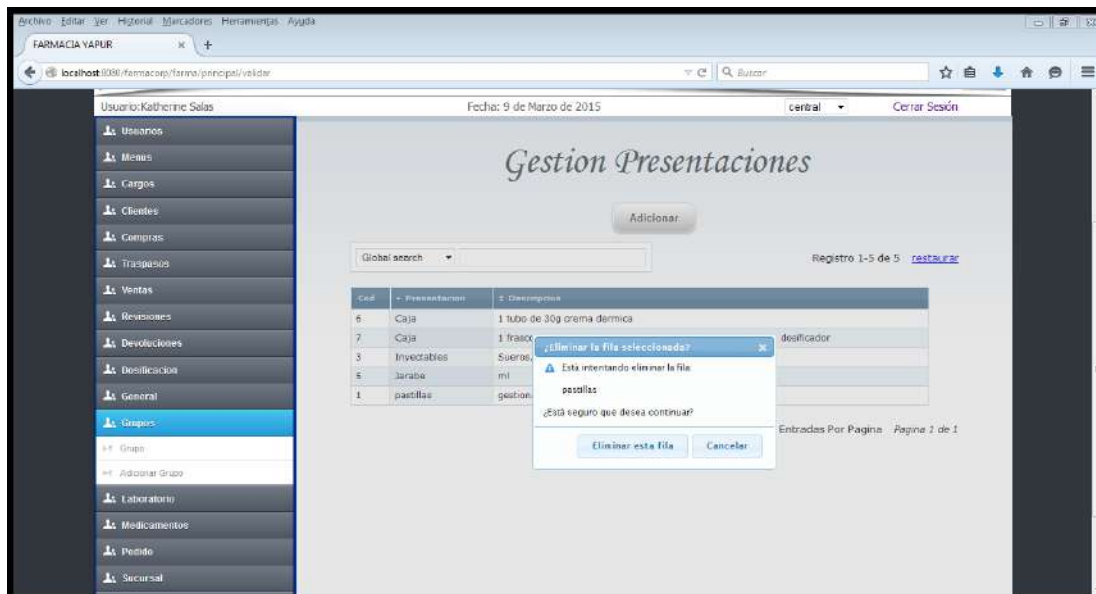 Archivo Editar Ver Historial Marcadores Herramientas Ayuda
FARMACIA YAPUR
localhost:8080/farmacorp/farma/principal/validar
Buscar
Usuario:Katherine Salas
Fecha: 9 de Marzo de 2015
central
Cerrar Sesión
Usuarios
Menus
Cargos
Clientes
Compras
Traspasos
Ventas
Revisiones
Devoluciones
Dosificacion
General
Grupos
Grupo
Adicionar Grupo
Laboratorio
Medicamentos
Pedido
Sucursal
Gestion Presentaciones
Adicionar
Global search
Registro 1-5 de 5 restaurar
Cod Presentacion Descripcion
6 Caja 1 tubo de 30g crema dermica
7 Caja 1 frasco dosificador
3 Inyectables Sueros,
5 Jarabe ml
1 pastillas gestion
¿Eliminar la fila seleccionada?
Está intentando eliminar la fila
pastillas
¿Está seguro que desea continuar?
Eliminar esta fila Cancelar
Entradas Por Pagina Pagina 1 de 1